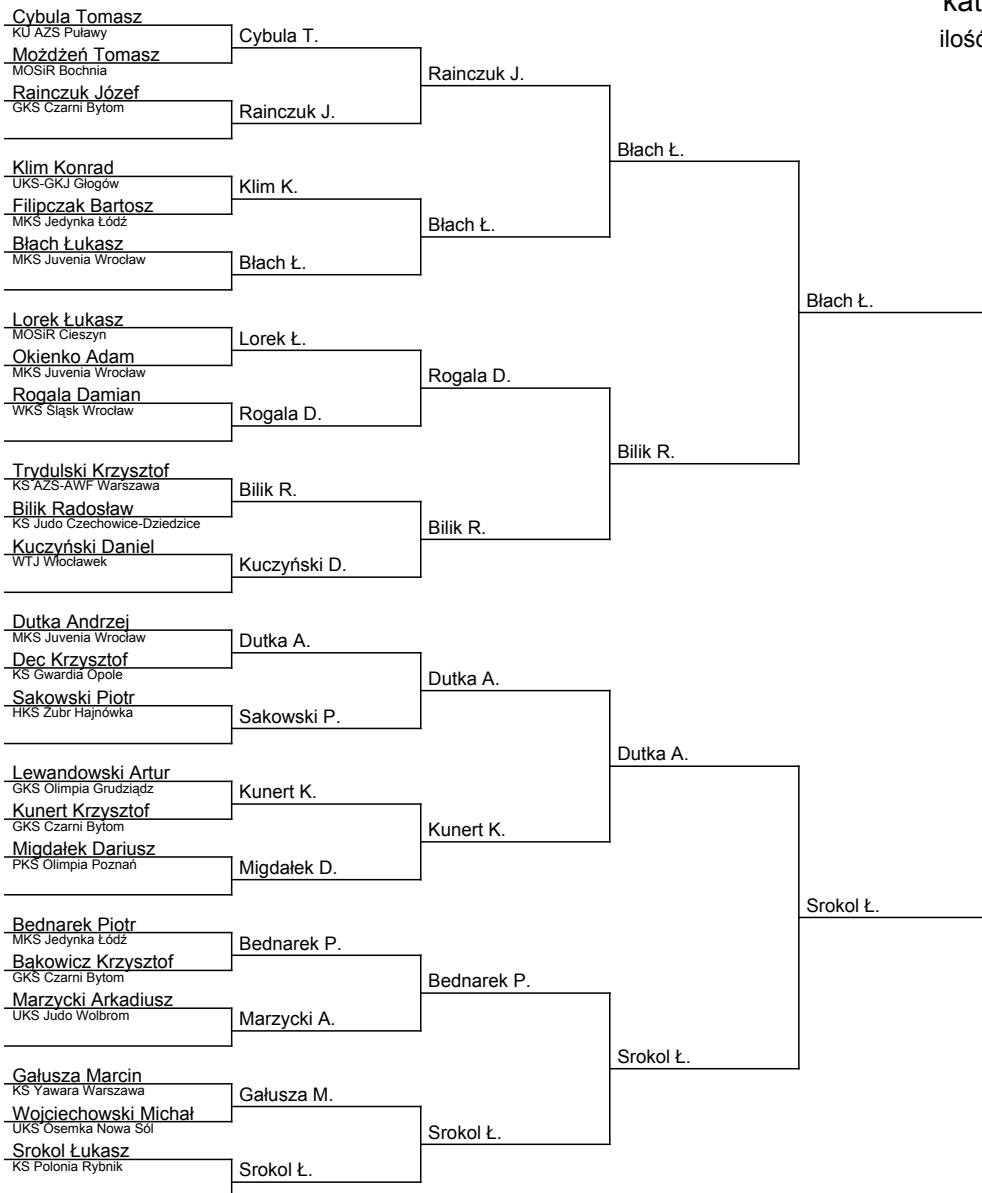 kat
ilość
Cybula Tomasz
KU AZS Puławy
Możdżeń Tomasz
MOSiR Bochnia
Rainczuk Józef
GKS Czarni Bytom
Klim Konrad
UKS-GKJ Głogów
Filipczak Bartosz
MKS Jedynka Łódź
Błach Łukasz
MKS Juvenia Wrocław
Lorek Łukasz
MOSiR Cieszyn
Okienko Adam
MKS Juvenia Wrocław
Rogala Damian
WKS Śląsk Wrocław
Trydulski Krzysztof
KS AZS-AWF Warszawa
Bilik Radosław
KS Judo Czechowice-Dziedzice
Kuczyński Daniel
WTJ Włocławek
Dutka Andrzej
MKS Juvenia Wrocław
Dec Krzysztof
KS Gwardia Opole
Sakowski Piotr
HKS Żubr Hajnówka
Lewandowski Artur
GKS Olimpia Grudziądz
Kunert Krzysztof
GKS Czarni Bytom
Migdałek Dariusz
PKS Olimpia Poznań
Bednarek Piotr
MKS Jedynka Łódź
Bąkowicz Krzysztof
GKS Czarni Bytom
Marzycki Arkadiusz
UKS Judo Wolbrom
Gałusza Marcin
KS Yawara Warszawa
Wojciechowski Michał
UKS Ósemka Nowa Sól
Srokol Łukasz
KS Polonia Rybnik
Cybula T.
Rainczuk J.
Klim K.
Błach Ł.
Lorek Ł.
Rogala D.
Bilik R.
Kuczyński D.
Dutka A.
Sakowski P.
Kunert K.
Migdałek D.
Bednarek P.
Marzycki A.
Gałusza M.
Srokol Ł.
Rainczuk J.
Błach Ł.
Rogala D.
Bilik R.
Dutka A.
Kunert K.
Bednarek P.
Srokol Ł.
Błach Ł.
Bilik R.
Dutka A.
Srokol Ł.
Błach Ł.
Srokol Ł.